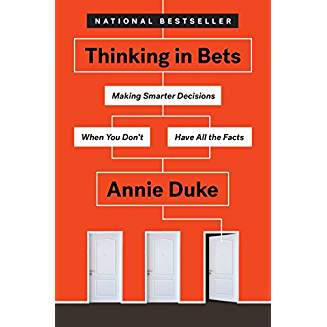 NATIONAL BESTSELLER
Thinking in Bets
Making Smarter Decisions
When You Don't Have All the Facts
Annie Duke